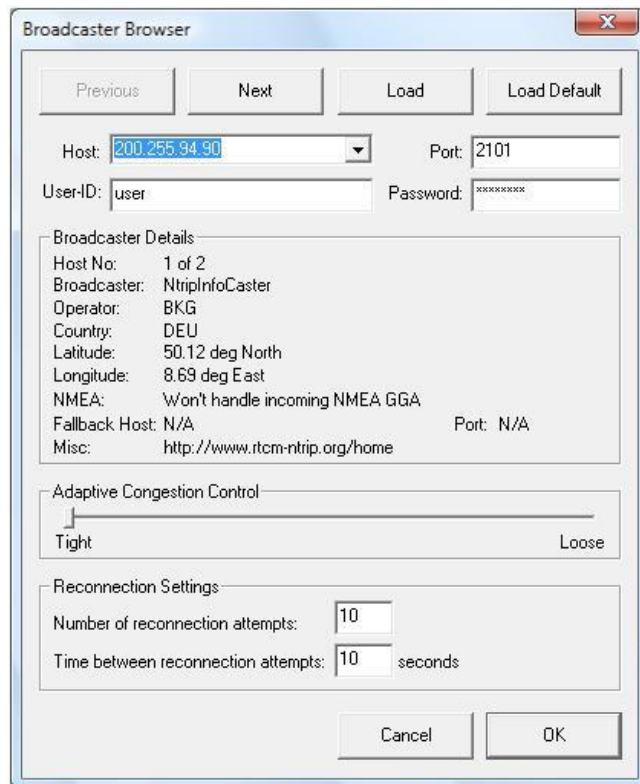 Broadcaster Browser
Previous Next Load Load Default
Host: 200.255.94.90 Port: 2101
User-ID: user Password: ********
Broadcaster Details
Host No: 1 of 2
Broadcaster: NtripInfoCaster
Operator: BKG
Country: DEU
Latitude: 50.12 deg North
Longitude: 8.69 deg East
NMEA: Won't handle incoming NMEA GGA
Fallback Host: N/A Port: N/A
Misc: http://www.rtcm-ntrip.org/home
Adaptive Congestion Control
Tight Loose
Reconnection Settings
Number of reconnection attempts: 10
Time between reconnection attempts: 10 seconds
Cancel OK